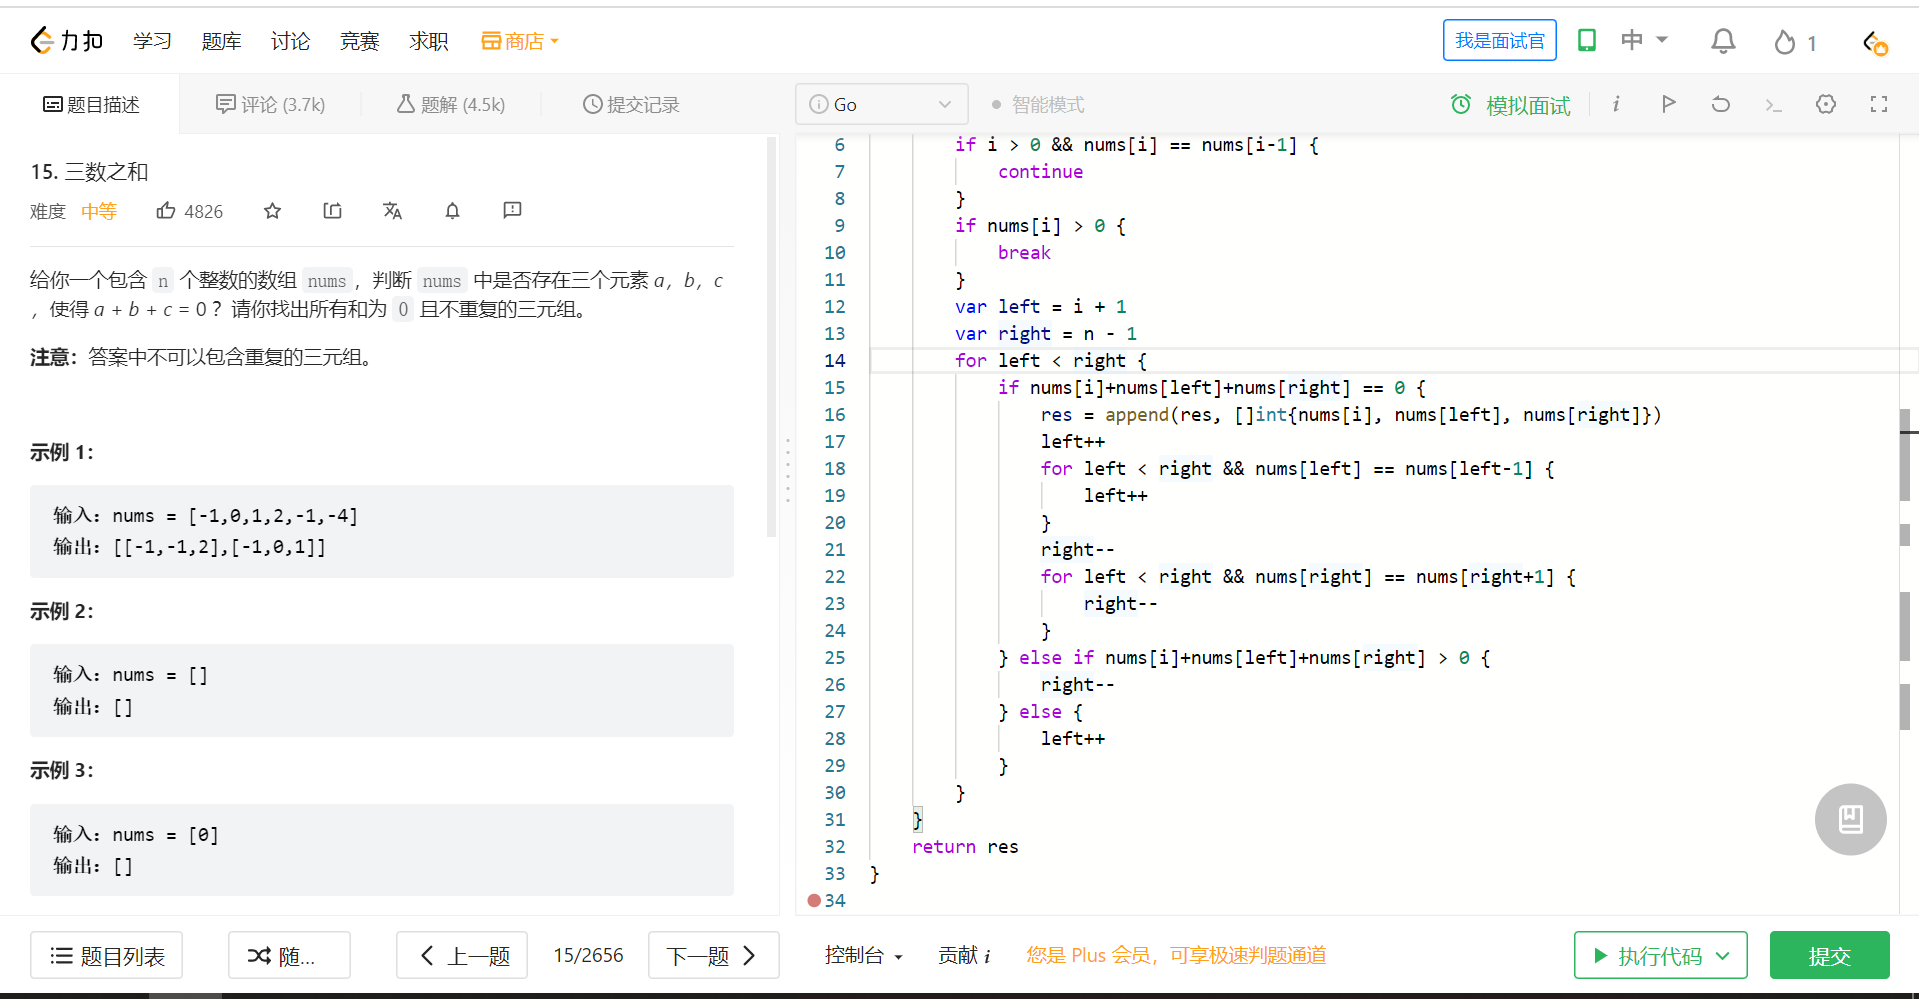 力扣 学习 题库 讨论 竞赛 求职 商店 我是面试官 中 1
题目描述 评论 (3.7k) 题解 (4.5k) 提交记录
15. 三数之和
难度 中等 4826
给你一个包含 n 个整数的数组 nums，判断 nums 中是否存在三个元素 a，b，c
，使得 a + b + c = 0？请你找出所有和为 0 且不重复的三元组。
注意：答案中不可以包含重复的三元组。
示例 1：
输入：nums = [-1,0,1,2,-1,-4]
输出：[[-1,-1,2],[-1,0,1]]
示例 2：
输入：nums = []
输出：[]
示例 3：
输入：nums = [0]
输出：[]
Go 智能模式 模拟面试 i
6 if i > 0 && nums[i] == nums[i-1] {
7 continue
8 }
9 if nums[i] > 0 {
10 break
11 }
12 var left = i + 1
13 var right = n - 1
14 for left < right {
15 if nums[i]+nums[left]+nums[right] == 0 {
16 res = append(res, []int{nums[i], nums[left], nums[right]})
17 left++
18 for left < right && nums[left] == nums[left-1] {
19 left++
20 }
21 right--
22 for left < right && nums[right] == nums[right+1] {
23 right--
24 }
25 } else if nums[i]+nums[left]+nums[right] > 0 {
26 right--
27 } else {
28 left++
29 }
30 }
31 }
32 return res
33 }
34
题目列表 随... 上一题 15/2656 下一题 控制台 贡献 i 您是 Plus 会员，可享极速判题通道 执行代码 提交